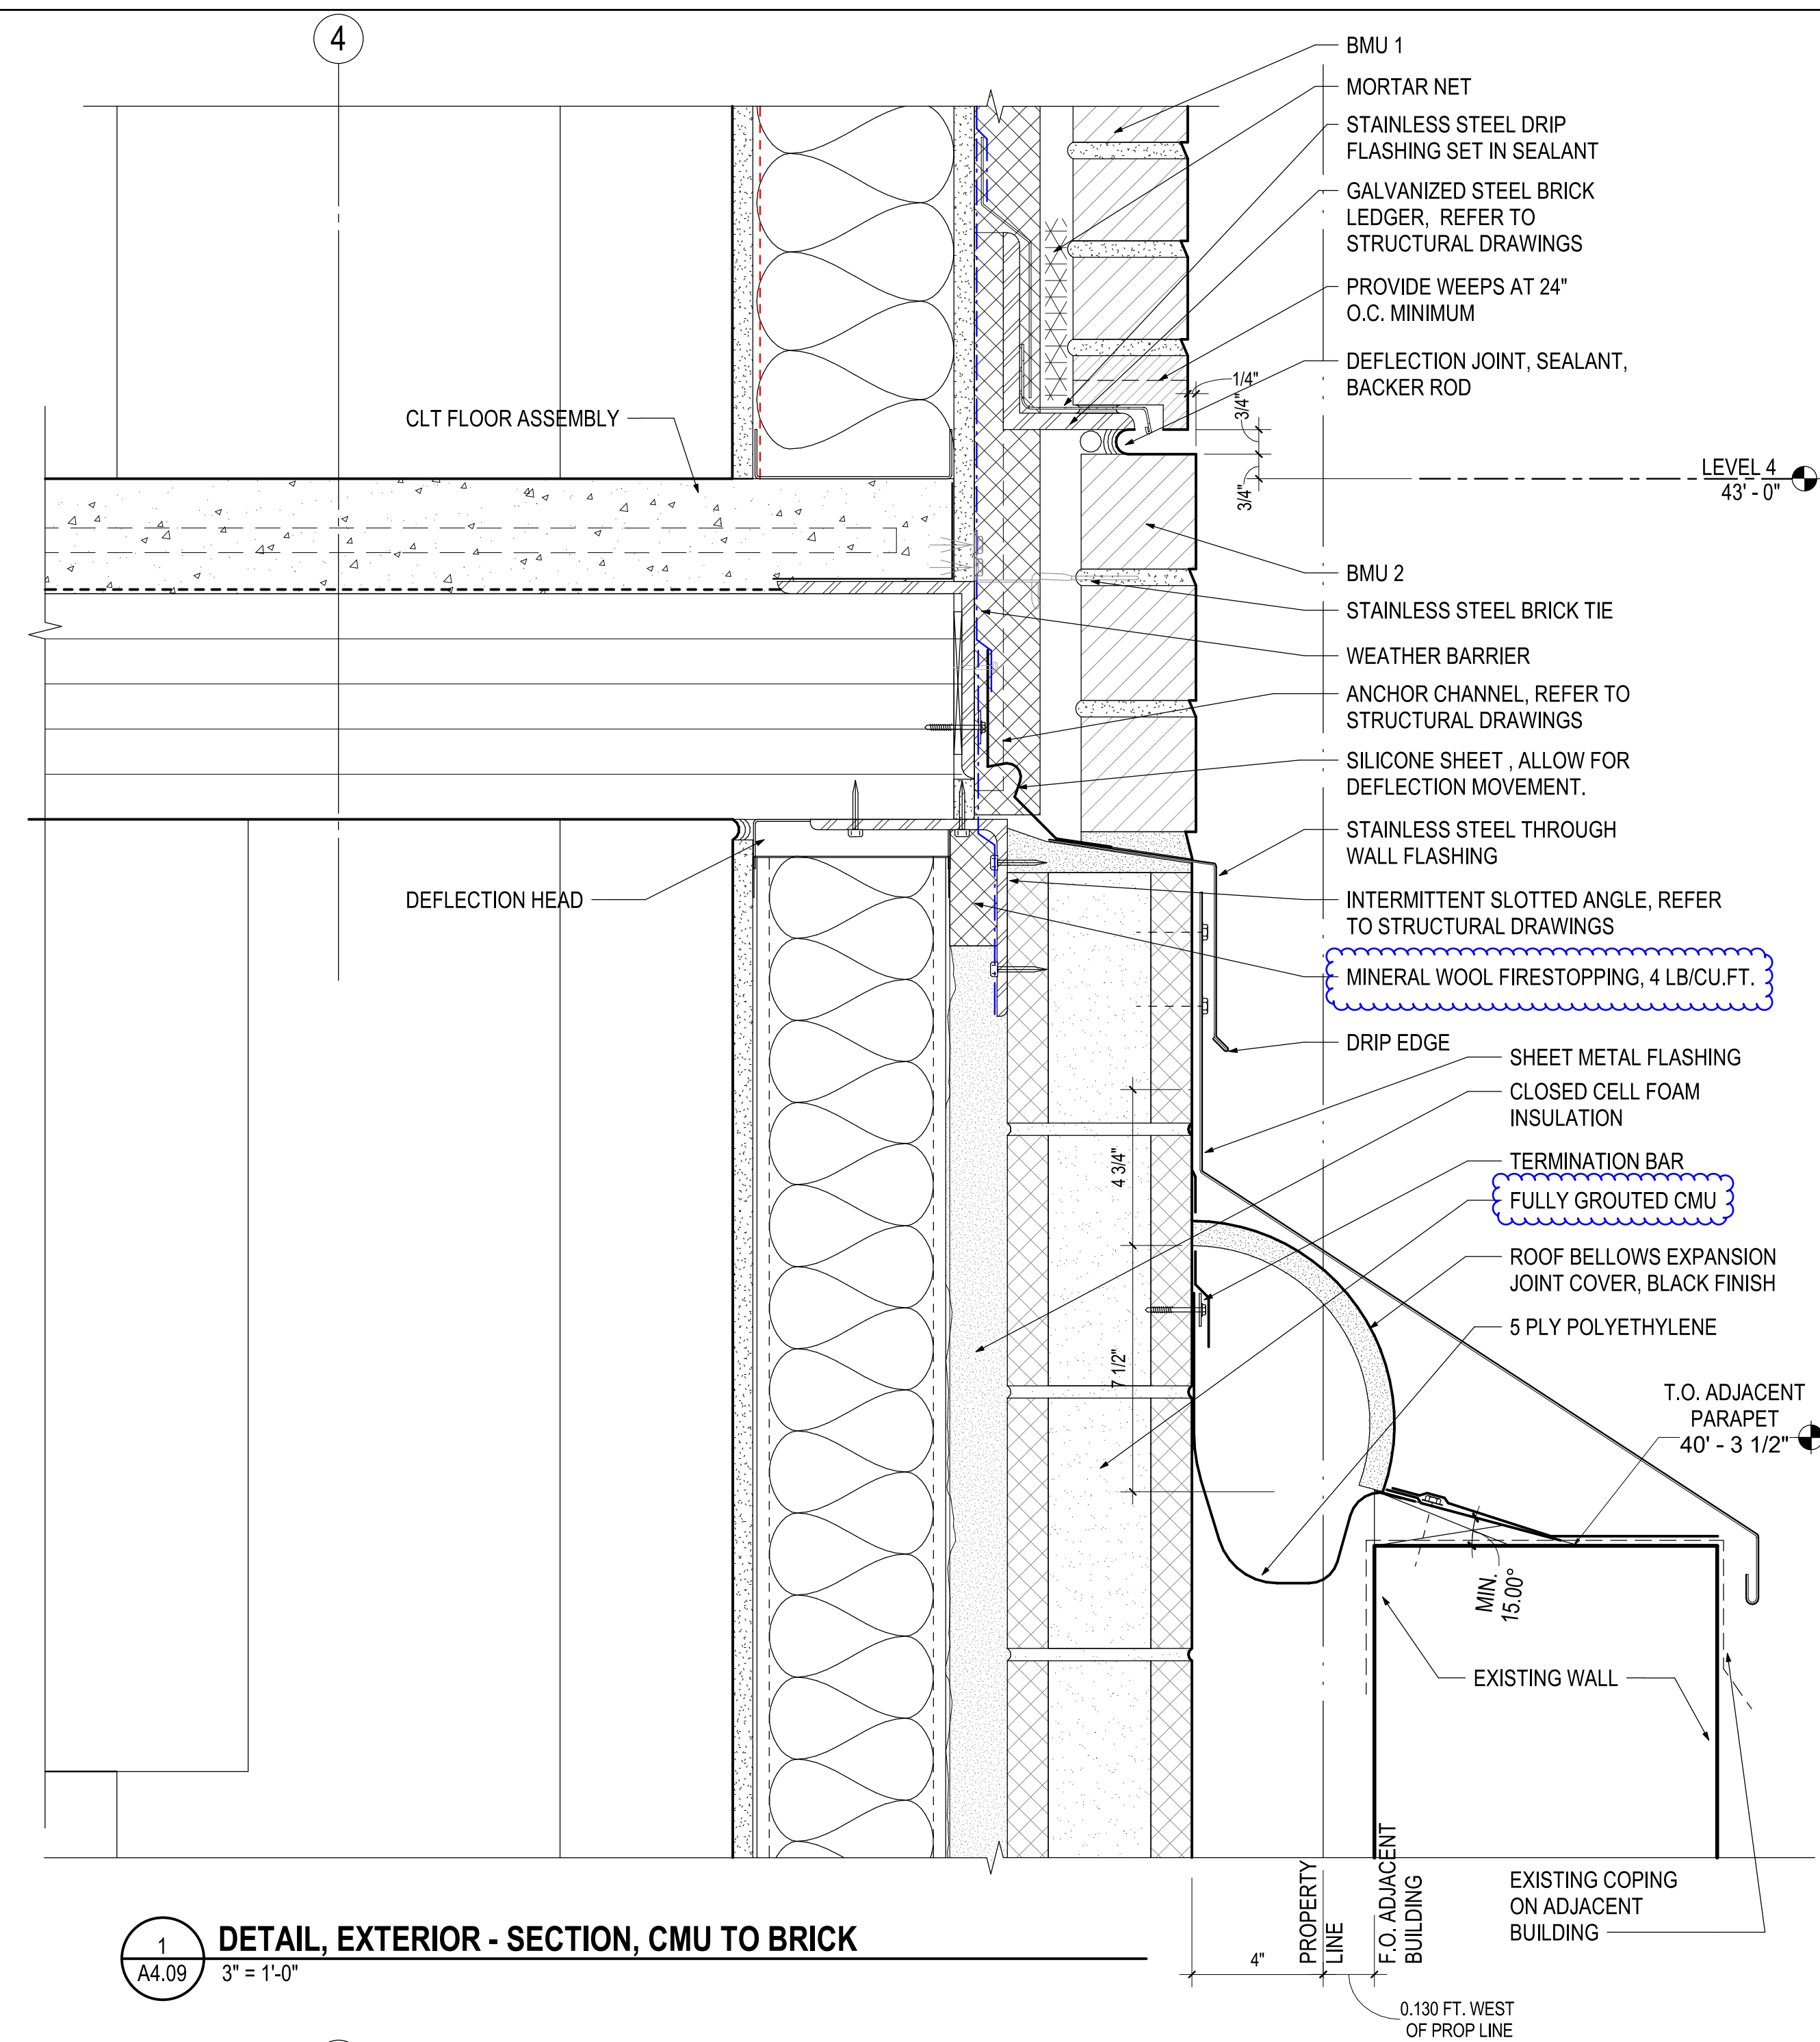 4
BMU 1
MORTAR NET
STAINLESS STEEL DRIP
FLASHING SET IN SEALANT
GALVANIZED STEEL BRICK
LEDGER, REFER TO
STRUCTURAL DRAWINGS
PROVIDE WEEPS AT 24"
O.C. MINIMUM
DEFLECTION JOINT, SEALANT,
BACKER ROD
1/4"
3/4"
3/4"
CLT FLOOR ASSEMBLY
LEVEL 4
43' - 0"
BMU 2
STAINLESS STEEL BRICK TIE
WEATHER BARRIER
ANCHOR CHANNEL, REFER TO
STRUCTURAL DRAWINGS
SILICONE SHEET , ALLOW FOR
DEFLECTION MOVEMENT.
STAINLESS STEEL THROUGH
WALL FLASHING
DEFLECTION HEAD
INTERMITTENT SLOTTED ANGLE, REFER
TO STRUCTURAL DRAWINGS
MINERAL WOOL FIRESTOPPING, 4 LB/CU.FT.
DRIP EDGE
SHEET METAL FLASHING
CLOSED CELL FOAM
INSULATION
TERMINATION BAR
FULLY GROUTED CMU
4 3/4"
7 1/2"
ROOF BELLOWS EXPANSION
JOINT COVER, BLACK FINISH
5 PLY POLYETHYLENE
T.O. ADJACENT
PARAPET
40' - 3 1/2"
MIN.
15.00°
EXISTING WALL
EXISTING COPING
ON ADJACENT
BUILDING
PROPERTY
LINE
F.O. ADJACENT
BUILDING
4"
0.130 FT. WEST
OF PROP LINE
1
A4.09
DETAIL, EXTERIOR - SECTION, CMU TO BRICK
3" = 1'-0"